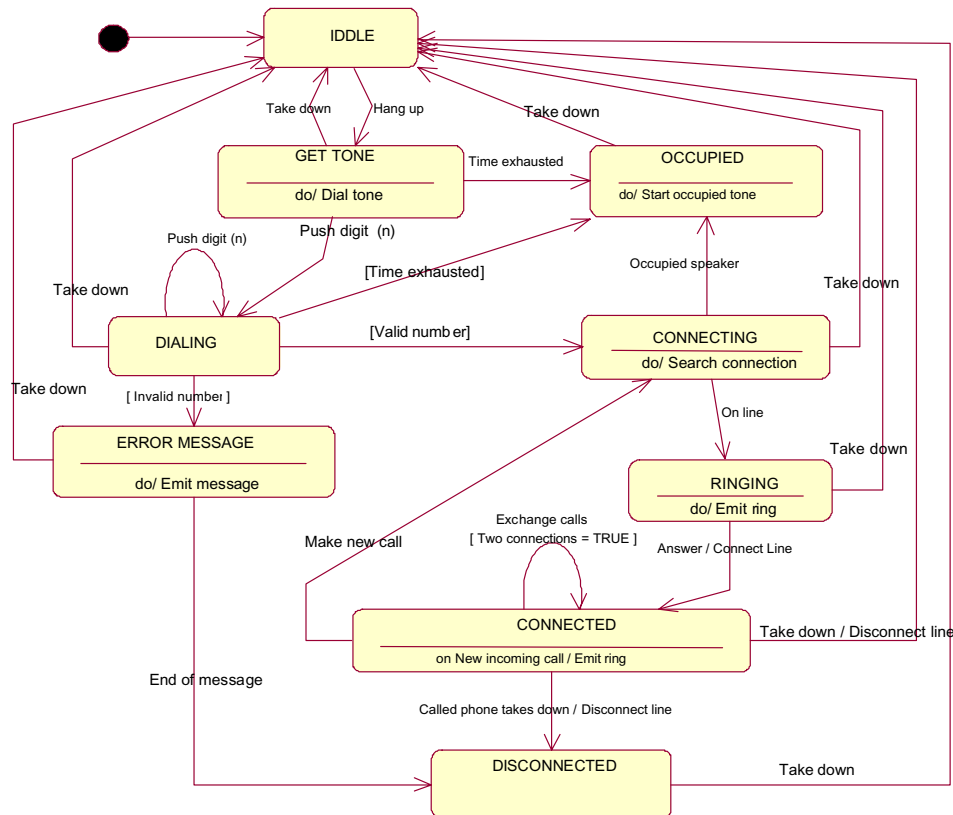 IDDLE
Take down
Hang up
Take down
GET TONE
do/ Dial tone
Time exhausted
OCCUPIED
do/ Start occupied tone
Push digit (n)
Push digit (n)
[Time exhausted]
Occupied speaker
Take down
Take down
DIALING
[Valid number]
CONNECTING
do/ Search connection
Take down
[ Invalid number ]
On line
ERROR MESSAGE
do/ Emit message
Take down
RINGING
do/ Emit ring
Exchange calls
[ Two connections = TRUE ]
Make new call
Answer / Connect Line
CONNECTED
on New incoming call / Emit ring
Take down / Disconnect line
End of message
Called phone takes down / Disconnect line
DISCONNECTED
Take down